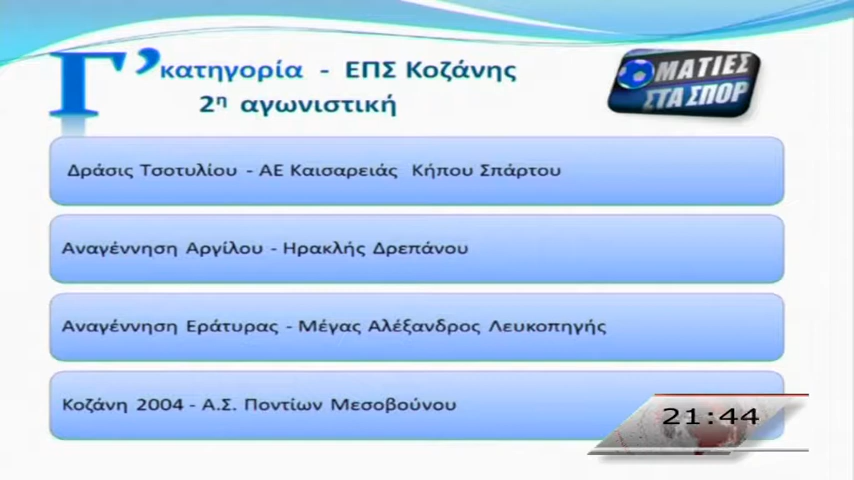 Γ’ κατηγορία - ΕΠΣ Κοζάνης
2η αγωνιστική
ΜΑΤΙΕΣ
ΣΤΑ ΣΠΟΡ
Δράσις Τσοτυλίου - ΑΕ Καισαρειάς Κήπου Σπάρτου
Αναγέννηση Αργίλου - Ηρακλής Δρεπάνου
Αναγέννηση Εράτυρας - Μέγας Αλέξανδρος Λευκοπηγής
Κοζάνη 2004 - Α.Σ. Ποντίων Μεσοβούνου
21:44